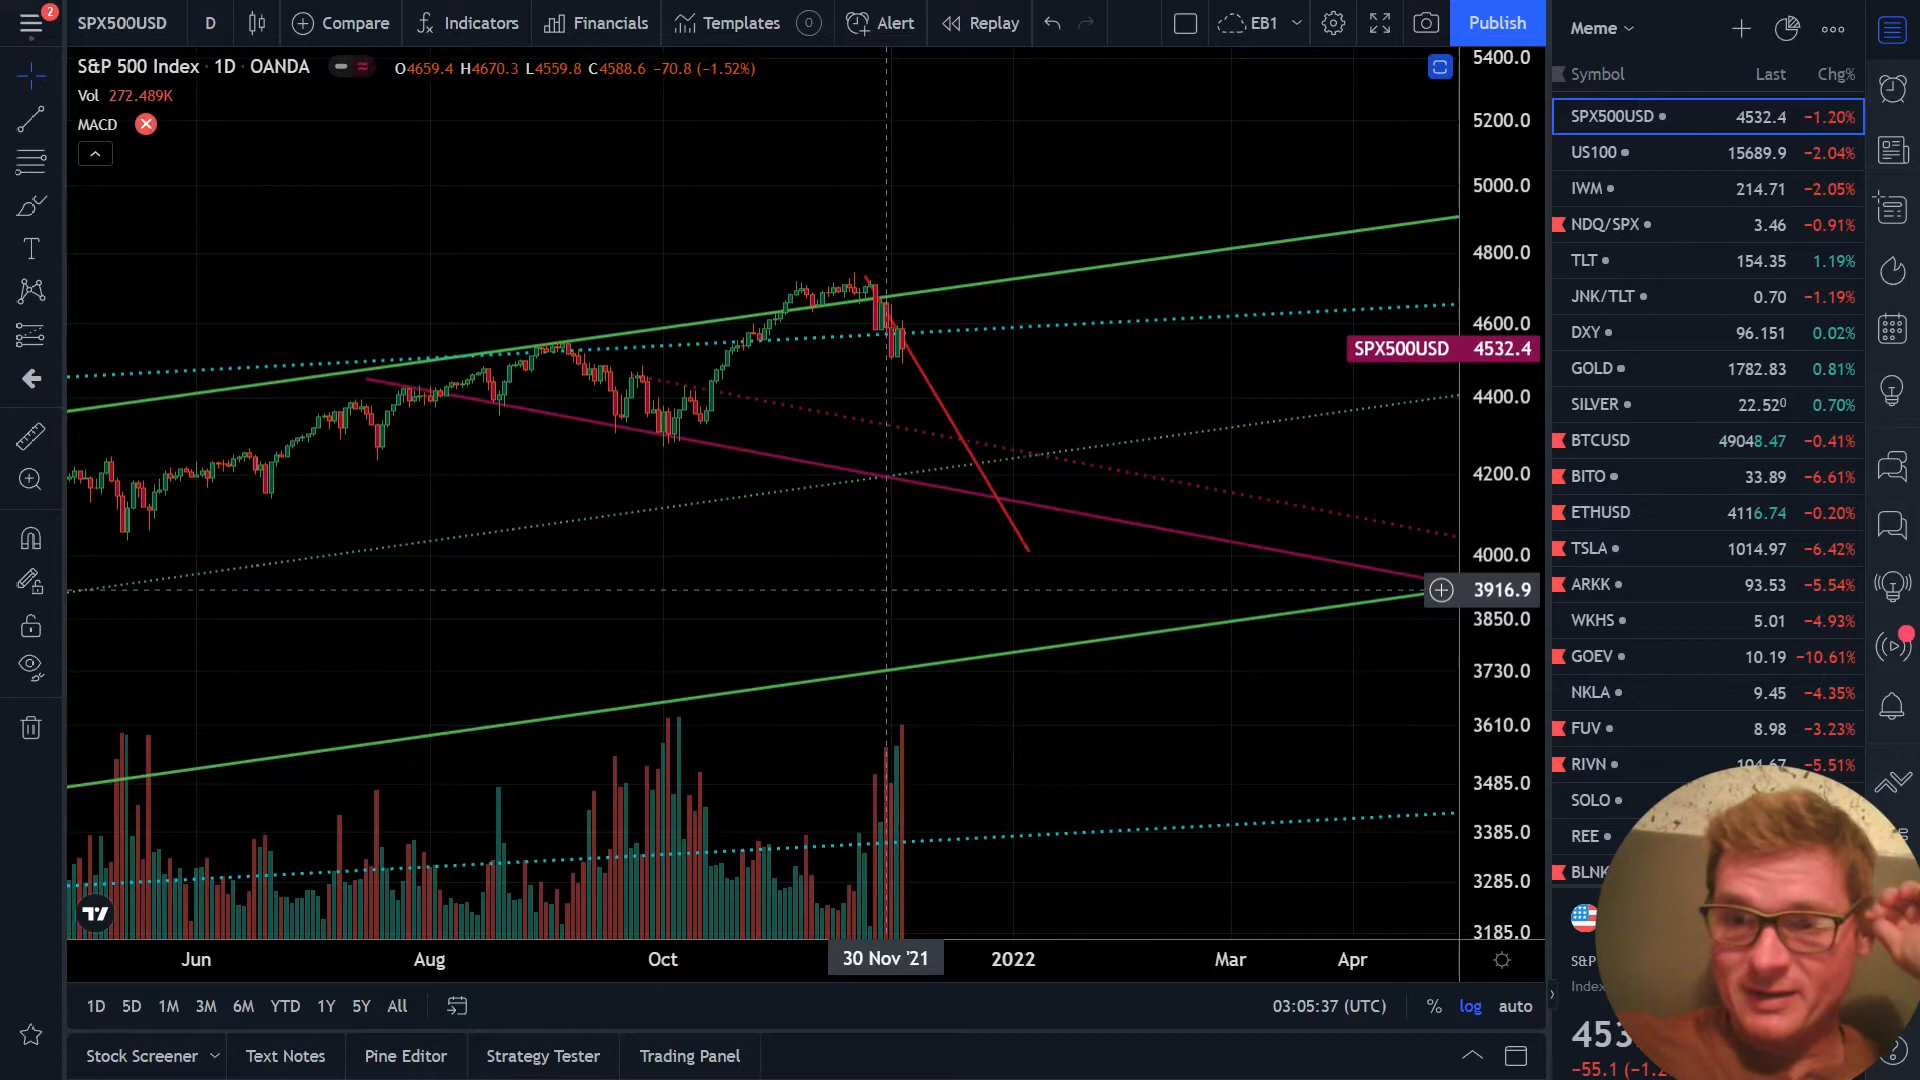 2
SPX500USD D Compare Indicators Financials Templates Alert Replay EB1 Publish
S&P 500 Index · 1D · OANDA O4659.4 H4670.3 L4559.8 C4588.6 −70.8 (−1.52%)
Vol 272.489K
MACD
5400.0
5200.0
5000.0
4800.0
4600.0
SPX500USD 4532.4
4400.0
4200.0
4000.0
3916.9
3850.0
3730.0
3610.0
3485.0
3385.0
3285.0
3185.0
Jun Aug Oct 30 Nov '21 2022 Mar Apr
1D 5D 1M 3M 6M YTD 1Y 5Y All 03:05:37 (UTC) % log auto
Stock Screener Text Notes Pine Editor Strategy Tester Trading Panel
Meme
Symbol Last Chg%
SPX500USD 4532.4 −1.20%
US100 15689.9 −2.04%
IWM 214.71 −2.05%
NDQ/SPX 3.46 −0.91%
TLT 154.35 1.19%
JNK/TLT 0.70 −1.19%
DXY 96.151 0.02%
GOLD 1782.83 0.81%
SILVER 22.520 0.70%
BTCUSD 49048.47 −0.41%
BITO 33.89 −6.61%
ETHUSD 4116.74 −0.20%
TSLA 1014.97 −6.42%
ARKK 93.53 −5.54%
WKHS 5.01 −4.93%
GOEV 10.19 −10.61%
NKLA 9.45 −4.35%
FUV 8.98 −3.23%
RIVN 104.67 −5.51%
SOLO
REE
BLNK
S&P
Index
453
−55.1 (−1.2